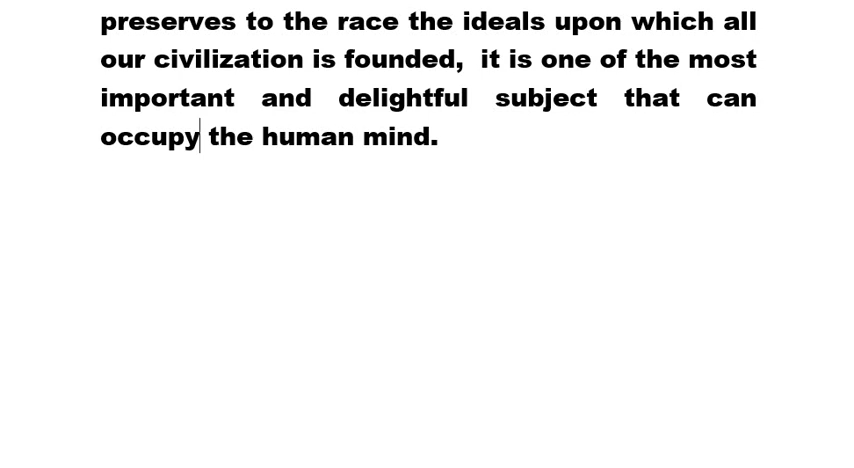 preserves to the race the ideals upon which all
our civilization is founded,  it is one of the most
important and delightful subject that can
occupy the human mind.